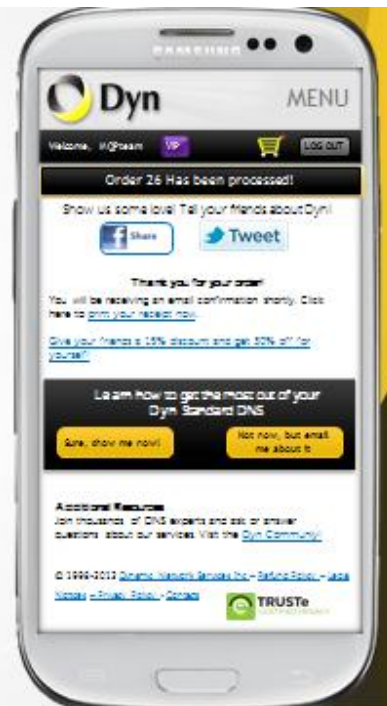 SAMSUNG
Dyn
MENU
Welcome, MQPteam VIP LOG OUT
Order 26 Has been processed!
Show us some love! Tell your friends about Dyn!
f Share Tweet
Thank you for your order!
You will be receiving an email confirmation shortly. Click
here to print your receipt now.
Give your friends a 15% discount and get 50% off for
yourself!
Learn how to get the most out of your
Dyn Standard DNS
Sure, show me now!
Not now, but email
me about it
Additional Resources
Join thousands of DNS experts and ask or answer
questions about our services. Visit the Dyn Community!
© 1998-2013 Dynamic Network Services Inc - Refund Policy - Legal
Notices - Privacy Policy - Contact
TRUSTe